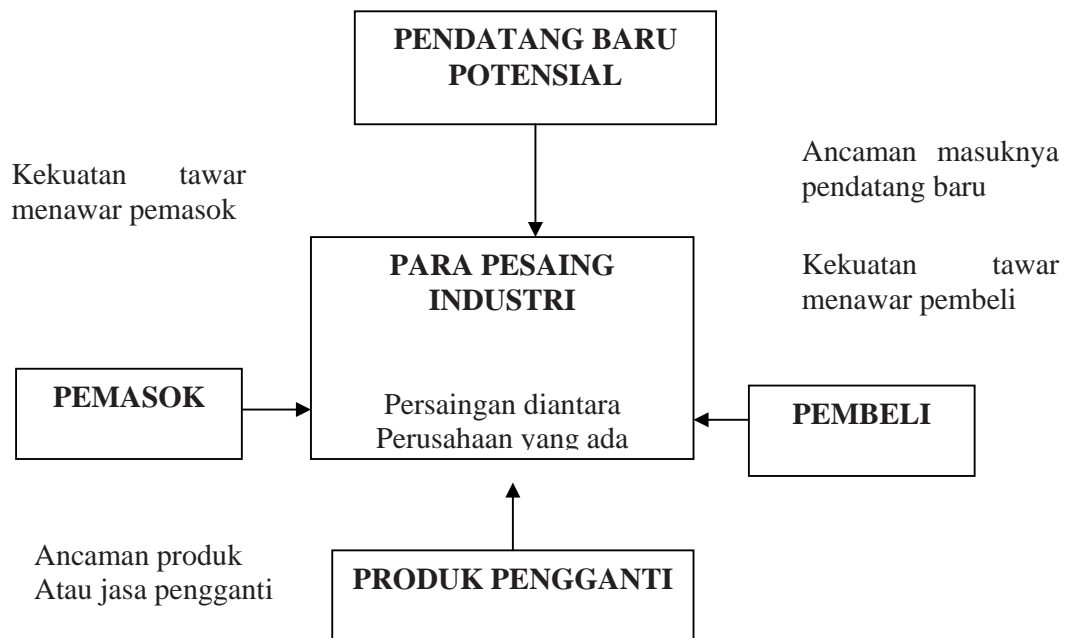 PENDATANG BARU
POTENSIAL
Kekuatan tawar
menawar pemasok
Ancaman masuknya
pendatang baru
PARA PESAING
INDUSTRI
Kekuatan tawar
menawar pembeli
PEMASOK
Persaingan diantara
Perusahaan yang ada
PEMBELI
Ancaman produk
Atau jasa pengganti
PRODUK PENGGANTI